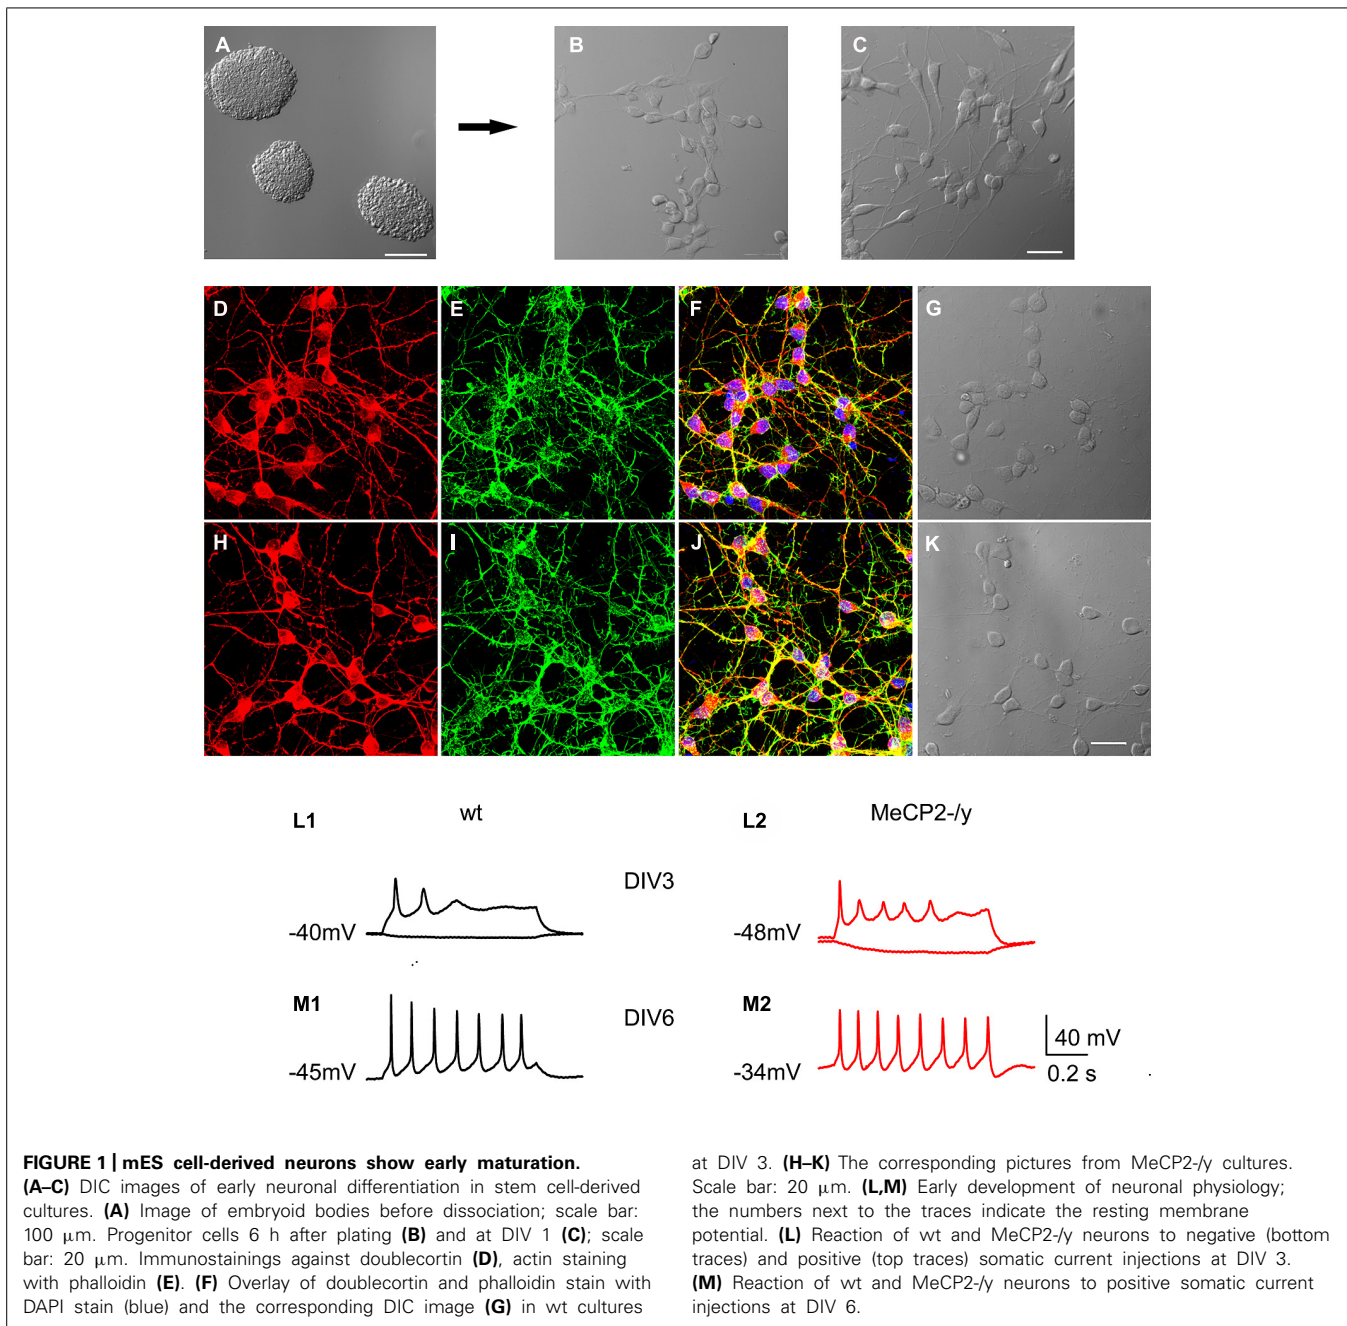 A
B
C
D
E
F
G
H
I
J
K
L1
wt
L2
MeCP2-/y
DIV3
-40mV
-48mV
M1
DIV6
M2
-45mV
-34mV
40 mV
0.2 s
FIGURE 1 | mES cell-derived neurons show early maturation.
(A–C) DIC images of early neuronal differentiation in stem cell-derived
cultures. (A) Image of embryoid bodies before dissociation; scale bar:
100 μm. Progenitor cells 6 h after plating (B) and at DIV 1 (C); scale
bar: 20 μm. Immunostainings against doublecortin (D), actin staining
with phalloidin (E). (F) Overlay of doublecortin and phalloidin stain with
DAPI stain (blue) and the corresponding DIC image (G) in wt cultures
at DIV 3. (H–K) The corresponding pictures from MeCP2-/y cultures.
Scale bar: 20 μm. (L,M) Early development of neuronal physiology;
the numbers next to the traces indicate the resting membrane
potential. (L) Reaction of wt and MeCP2-/y neurons to negative (bottom
traces) and positive (top traces) somatic current injections at DIV 3.
(M) Reaction of wt and MeCP2-/y neurons to positive somatic current
injections at DIV 6.